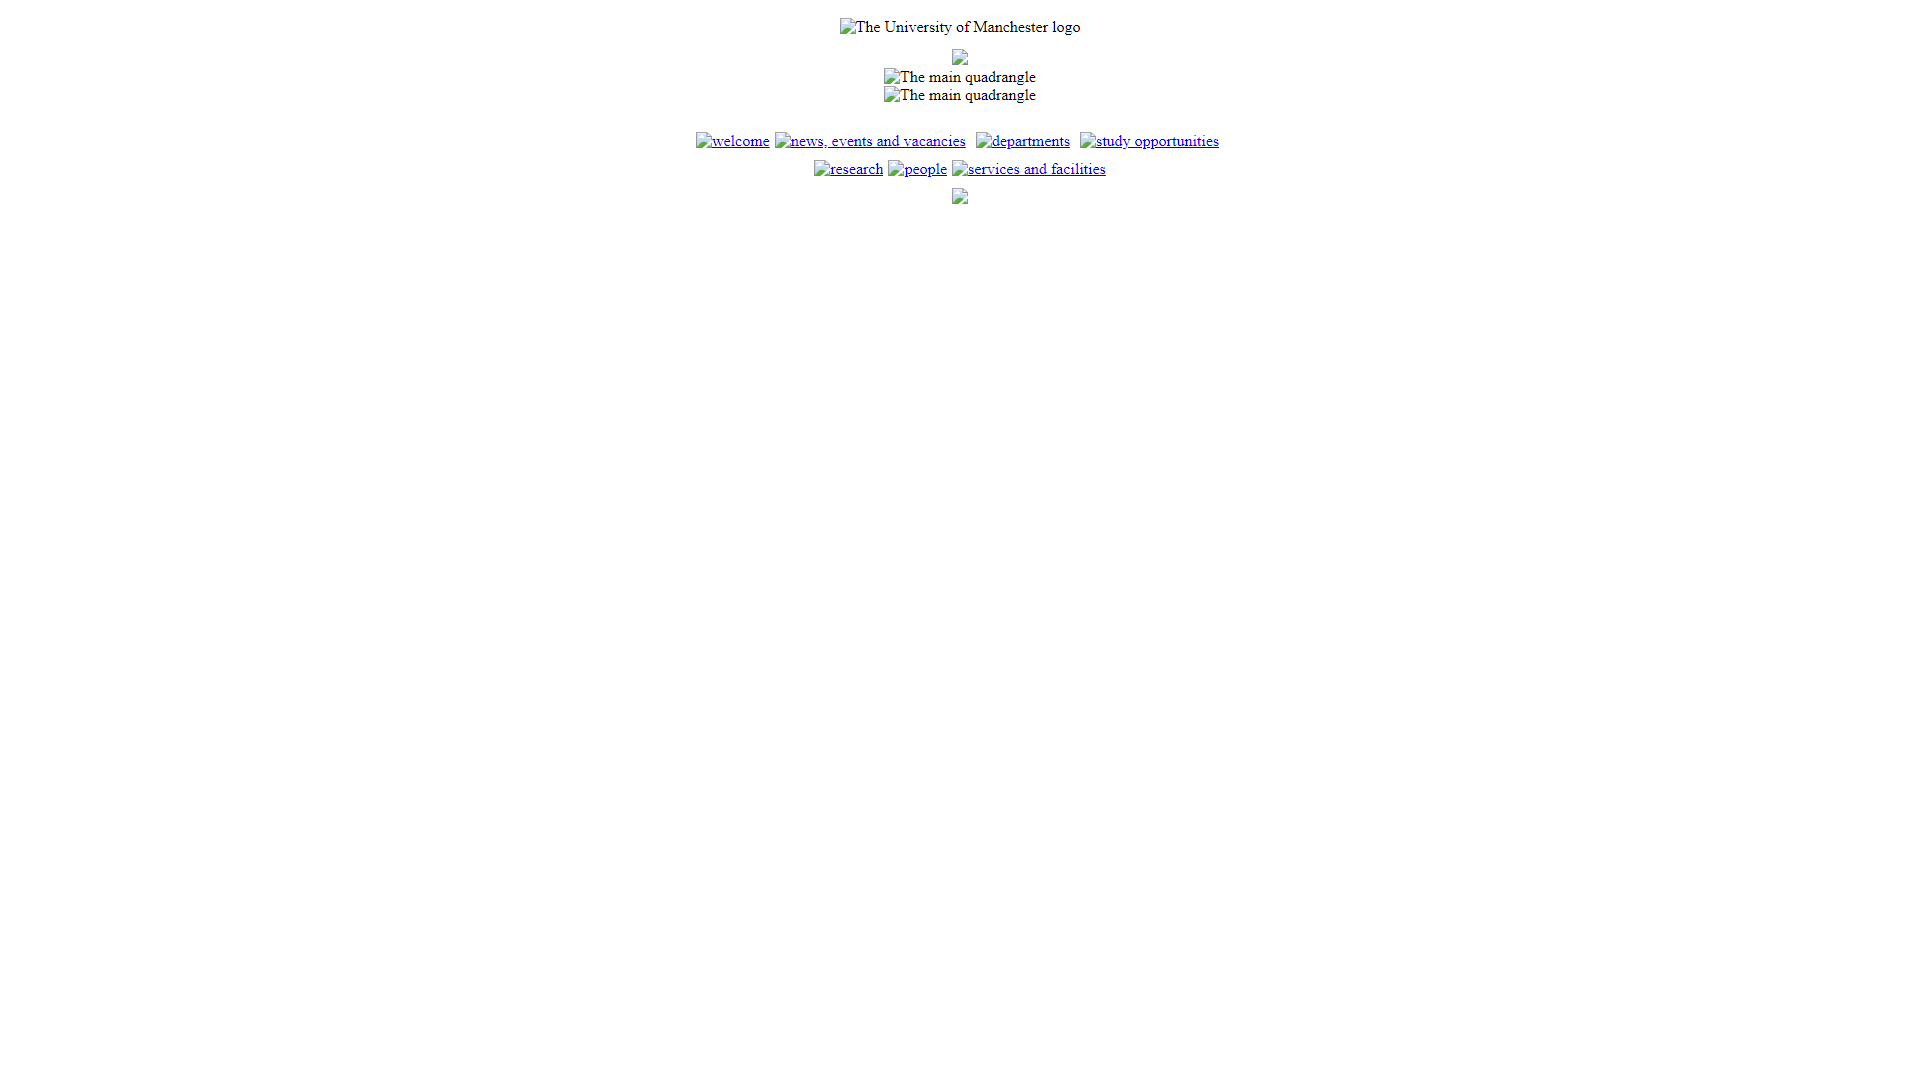 The University of Manchester logo
The main quadrangle
The main quadrangle
welcome news, events and vacancies departments study opportunities
research people services and facilities